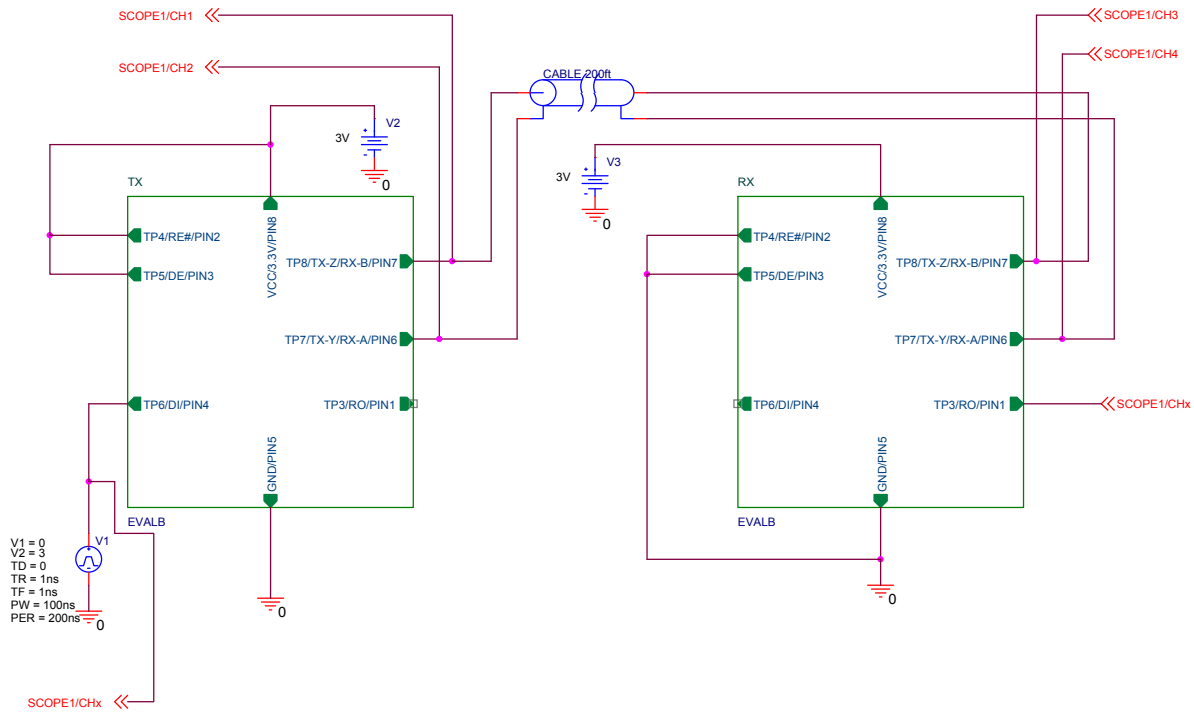 SCOPE1/CH1
SCOPE1/CH3
SCOPE1/CH4
SCOPE1/CH2
CABLE 200ft
V2
3V
0
V3
3V
0
TX
RX
VCC/3.3V/PIN8
TP4/RE#/PIN2
TP5/DE/PIN3
TP8/TX-Z/RX-B/PIN7
TP7/TX-Y/RX-A/PIN6
TP6/DI/PIN4
TP3/RO/PIN1
GND/PIN5
EVALB
VCC/3.3V/PIN8
TP4/RE#/PIN2
TP5/DE/PIN3
TP8/TX-Z/RX-B/PIN7
TP7/TX-Y/RX-A/PIN6
TP6/DI/PIN4
TP3/RO/PIN1
SCOPE1/CHx
GND/PIN5
EVALB
V1
V1 = 0
V2 = 3
TD = 0
TR = 1ns
TF = 1ns
PW = 100ns
PER = 200ns
0
0
0
SCOPE1/CHx